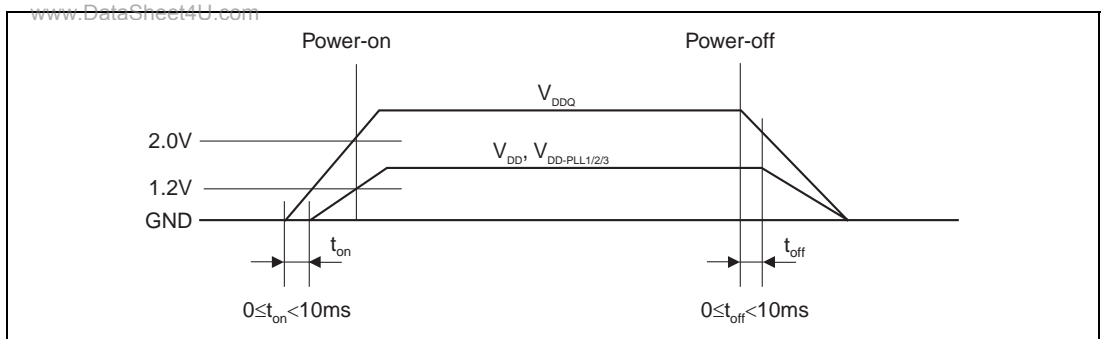 www.DataSheet4U.com
Power-on
Power-off
V_DDQ
2.0V
V_DD, V_DD-PLL1/2/3
1.2V
GND
t_on
t_off
0≤t_on<10ms
0≤t_off<10ms